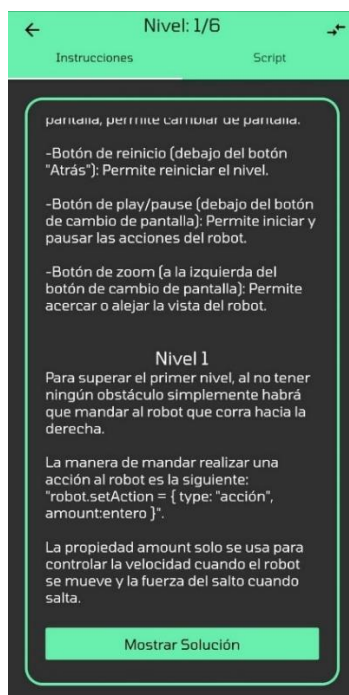 Nivel: 1/6
Instrucciones
Script
pantalla, permite cambiar de pantalla.
-Botón de reinicio (debajo del botón
"Atrás"): Permite reiniciar el nivel.
-Botón de play/pause (debajo del botón
de cambio de pantalla): Permite iniciar y
pausar las acciones del robot.
-Botón de zoom (a la izquierda del
botón de cambio de pantalla): Permite
acercar o alejar la vista del robot.
Nivel 1
Para superar el primer nivel, al no tener
ningún obstáculo simplemente habrá
que mandar al robot que corra hacia la
derecha.
La manera de mandar realizar una
acción al robot es la siguiente:
"robot.setAction = { type: "acción",
amount:entero }".
La propiedad amount solo se usa para
controlar la velocidad cuando el robot
se mueve y la fuerza del salto cuando
salta.
Mostrar Solución